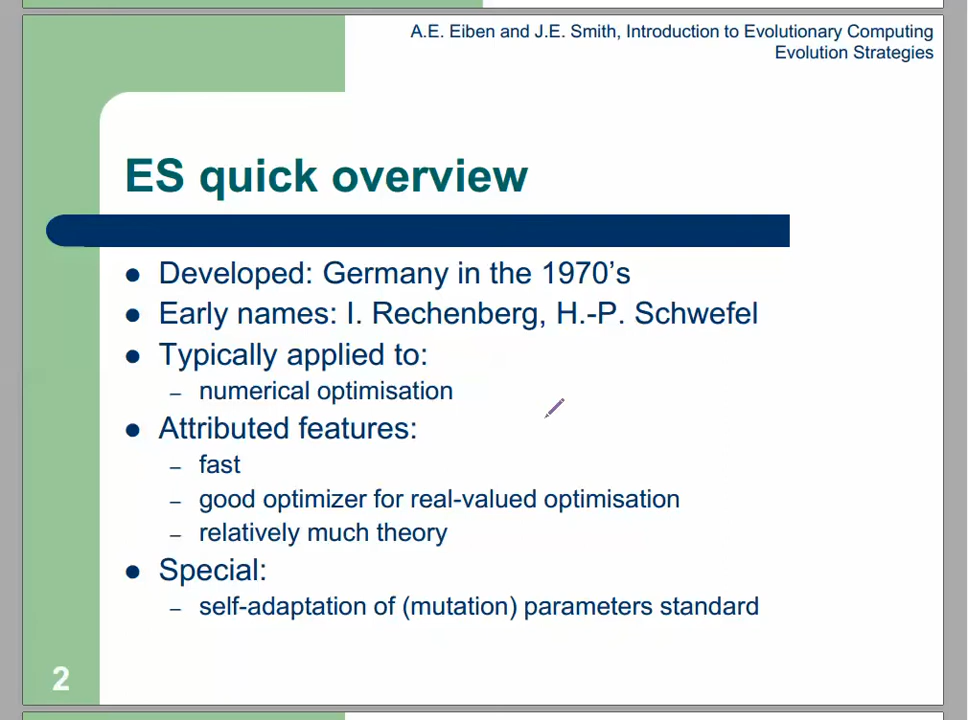 A.E. Eiben and J.E. Smith, Introduction to Evolutionary Computing
Evolution Strategies
ES quick overview
● Developed: Germany in the 1970’s
● Early names: I. Rechenberg, H.-P. Schwefel
● Typically applied to:
– numerical optimisation
● Attributed features:
– fast
– good optimizer for real-valued optimisation
– relatively much theory
● Special:
– self-adaptation of (mutation) parameters standard
2